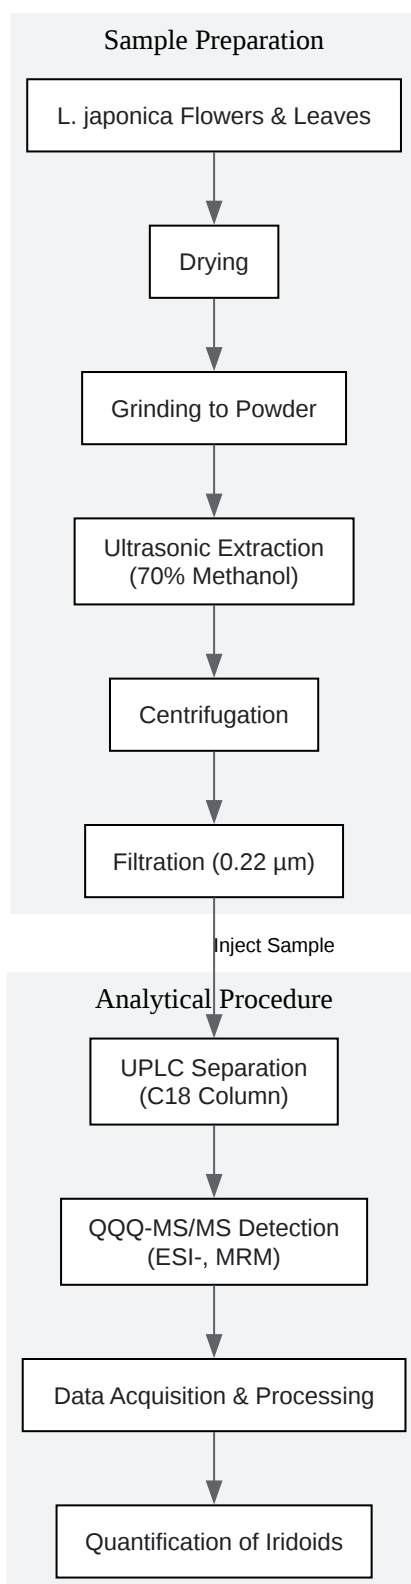 Sample Preparation
L. japonica Flowers & Leaves
Drying
Grinding to Powder
Ultrasonic Extraction
(70% Methanol)
Centrifugation
Filtration (0.22 µm)
Inject Sample
Analytical Procedure
UPLC Separation
(C18 Column)
QQQ-MS/MS Detection
(ESI-, MRM)
Data Acquisition & Processing
Quantification of Iridoids